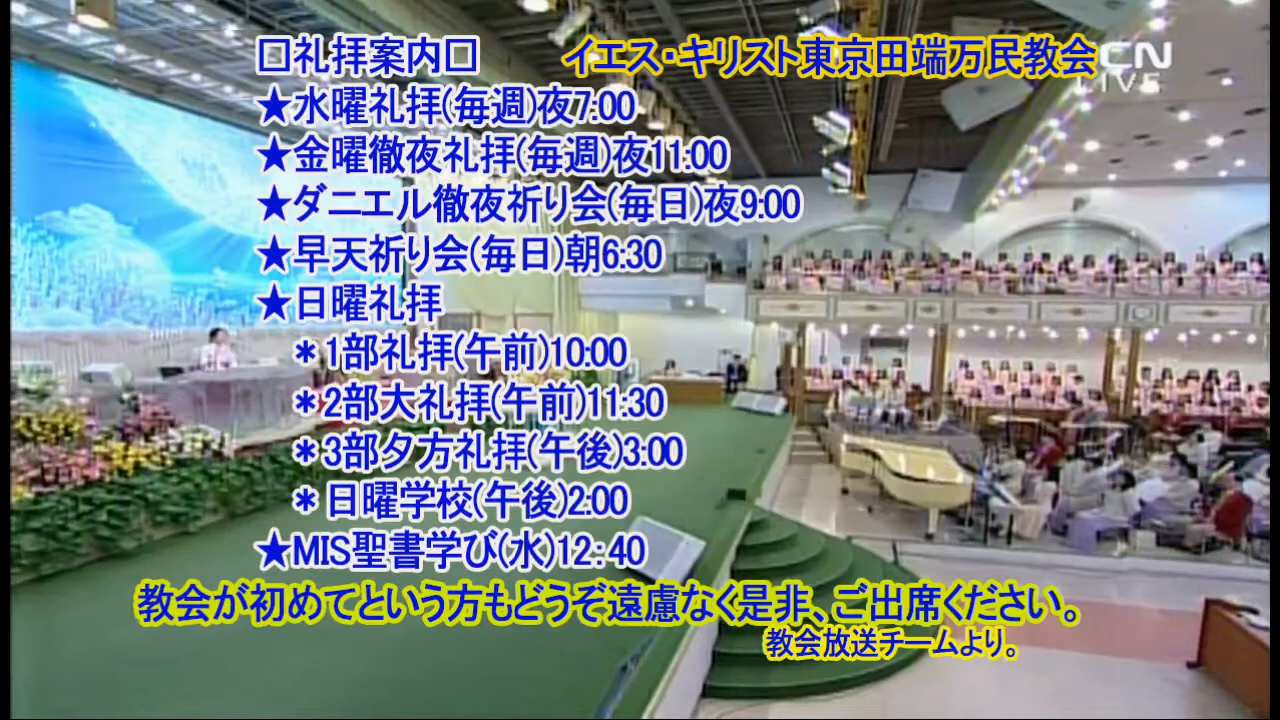 □礼拝案内□ イエス・キリスト東京田端万民教会 CN
LIVE
★水曜礼拝(毎週)夜7:00
★金曜徹夜礼拝(毎週)夜11:00
★ダニエル徹夜祈り会(毎日)夜9:00
★早天祈り会(毎日)朝6:30
★日曜礼拝
＊1部礼拝(午前)10:00
＊2部大礼拝(午前)11:30
＊3部夕方礼拝(午後)3:00
＊日曜学校(午後)2:00
★MIS聖書学び(水)12:40
教会が初めてという方もどうぞ遠慮なく是非、ご出席ください。
教会放送チームより。